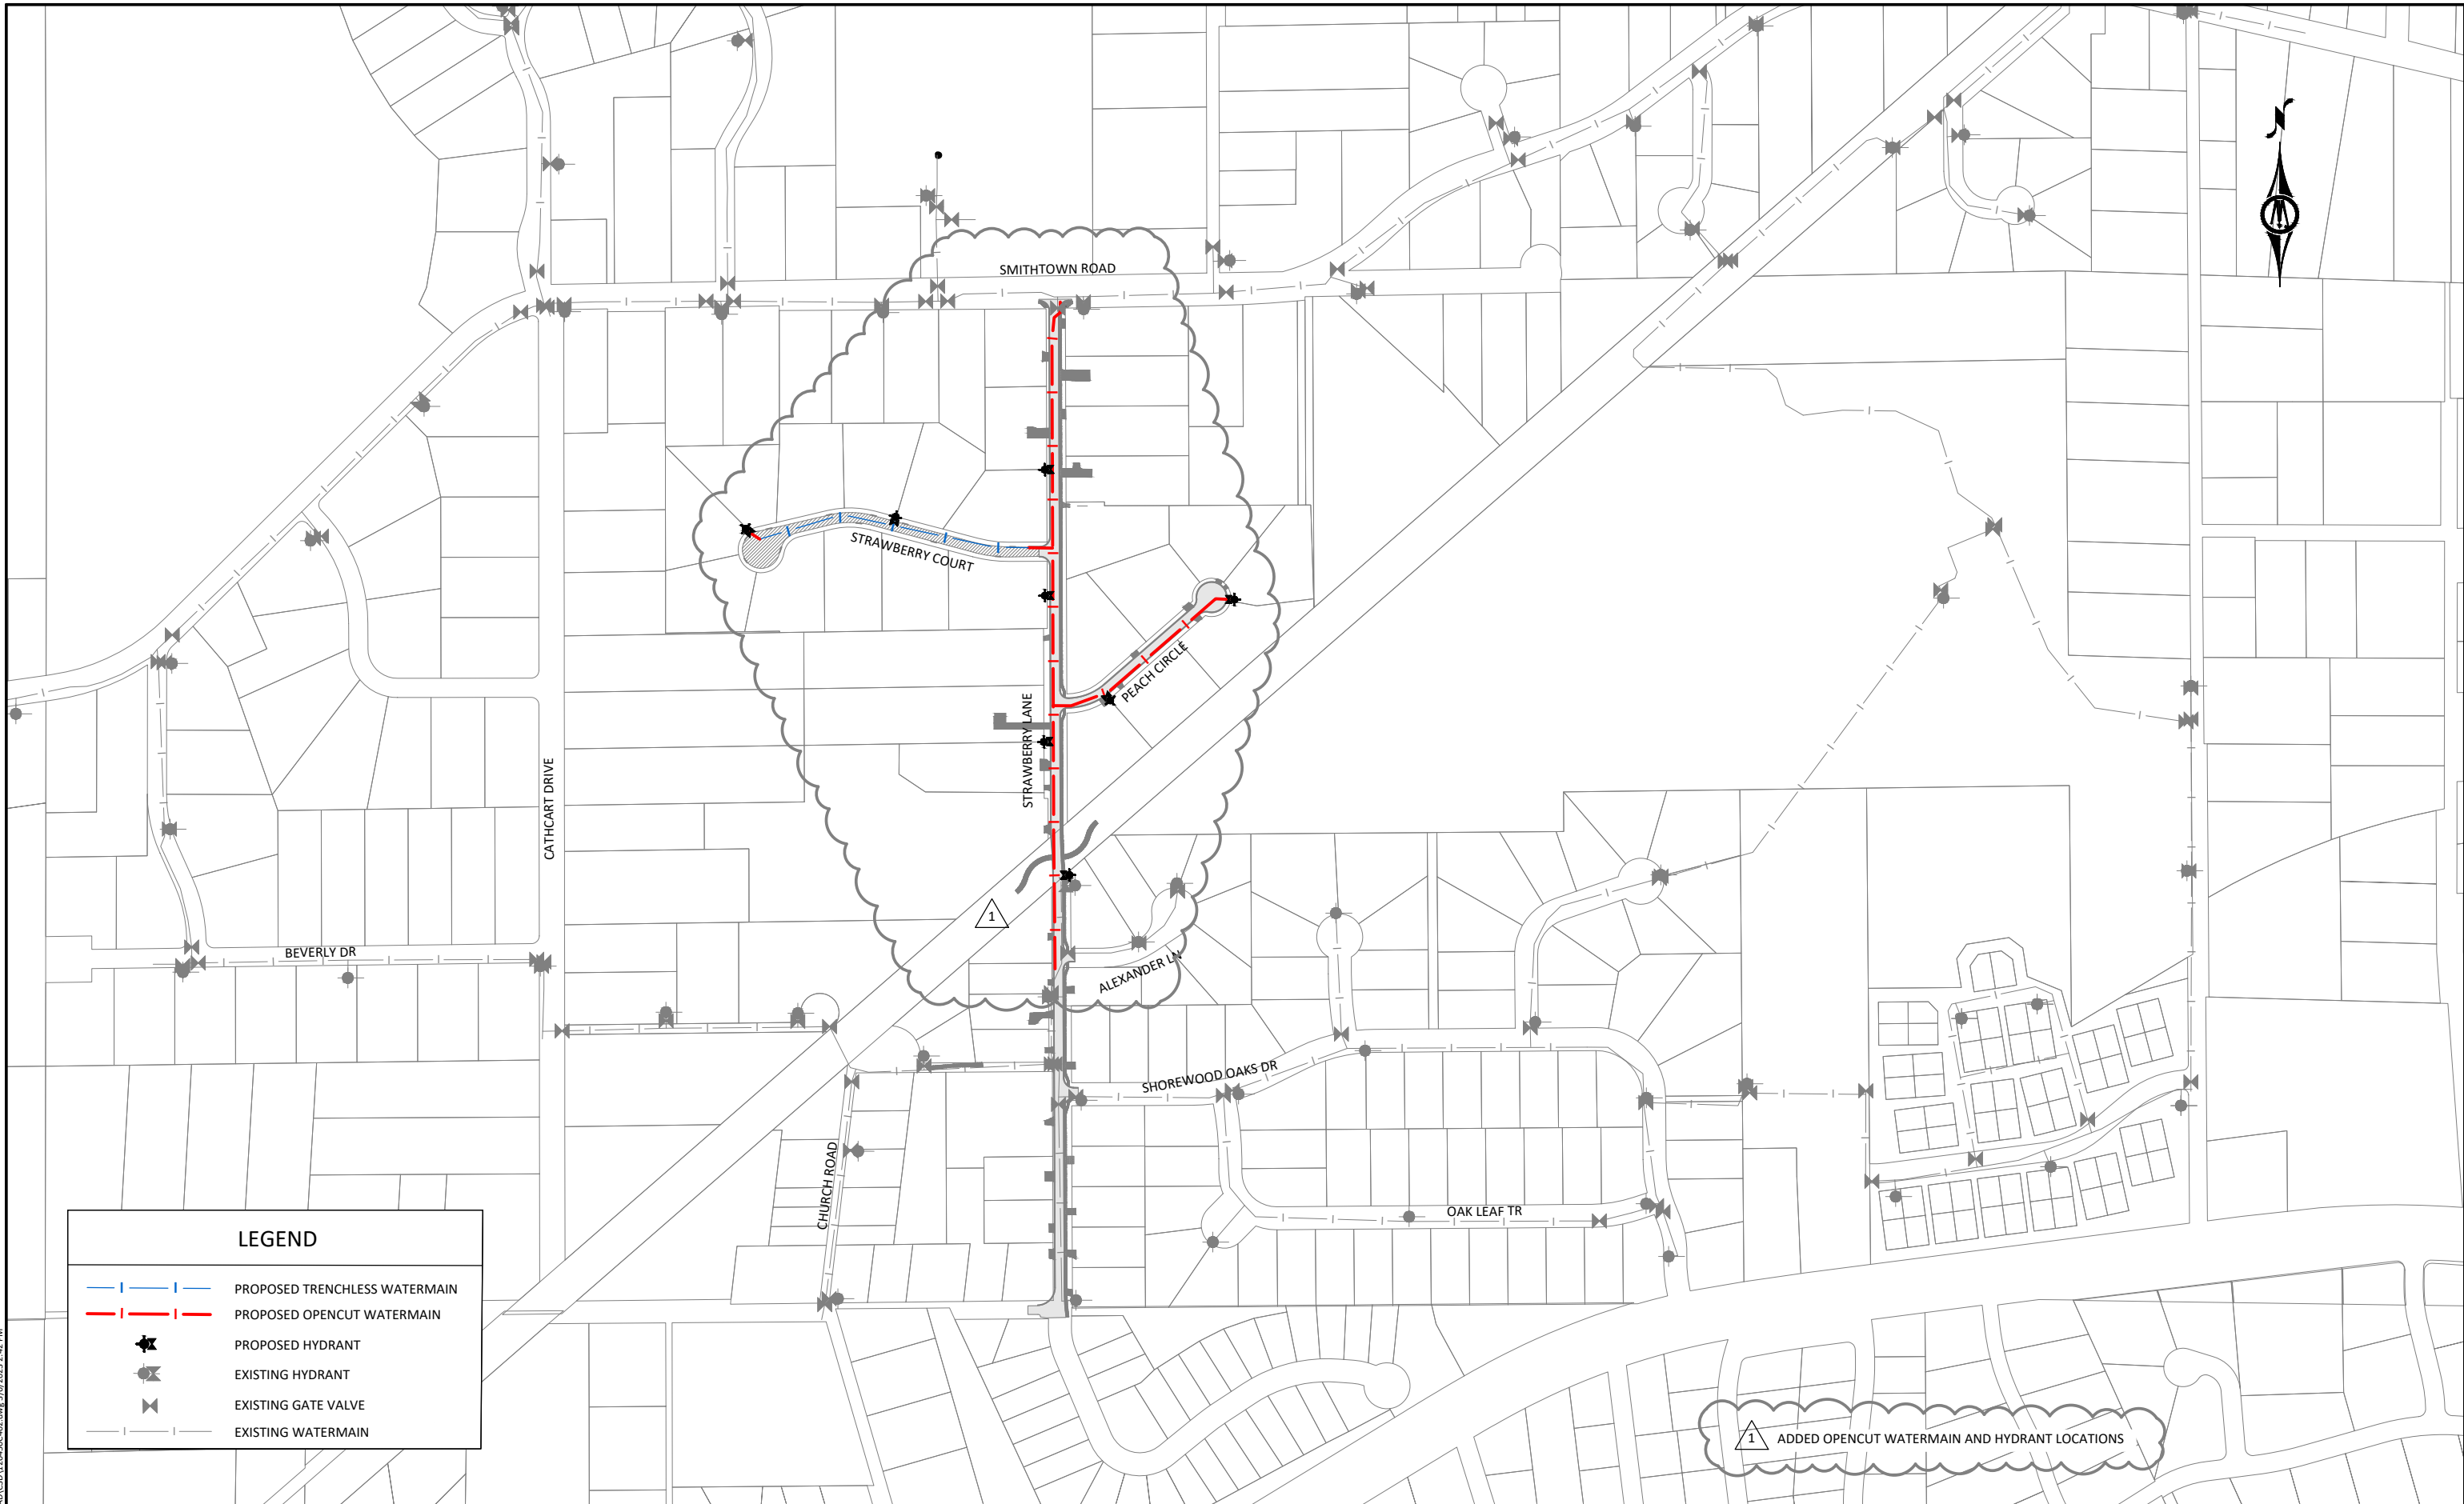 N
SMITHTOWN ROAD
STRAWBERRY COURT
PEACH CIRCLE
STRAWBERRY LANE
CATHCART DRIVE
1
BEVERLY DR
ALEXANDER LN
SHOREWOOD OAKS DR
CHURCH ROAD
OAK LEAF TR
LEGEND
PROPOSED TRENCHLESS WATERMAIN
PROPOSED OPENCUT WATERMAIN
PROPOSED HYDRANT
EXISTING HYDRANT
EXISTING GATE VALVE
EXISTING WATERMAIN
1 ADDED OPENCUT WATERMAIN AND HYDRANT LOCATIONS